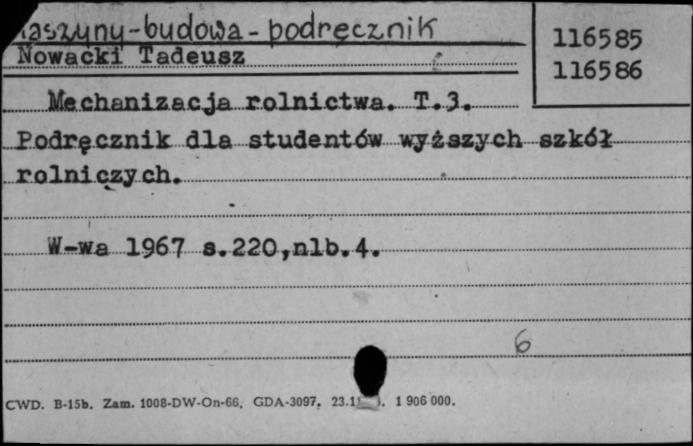 maszyny-budowa-podręcznik
Nowacki Tadeusz
116585
116586
Mechanizacja rolnictwa. T.3.
Podręcznik dla studentów wyższych szkół
rolniczych.
W-wa 1967 s.220,nlb.4.
6
CWD. B-15b. Zam. 1008-DW-On-66. GDA-3097. 1 906 000.